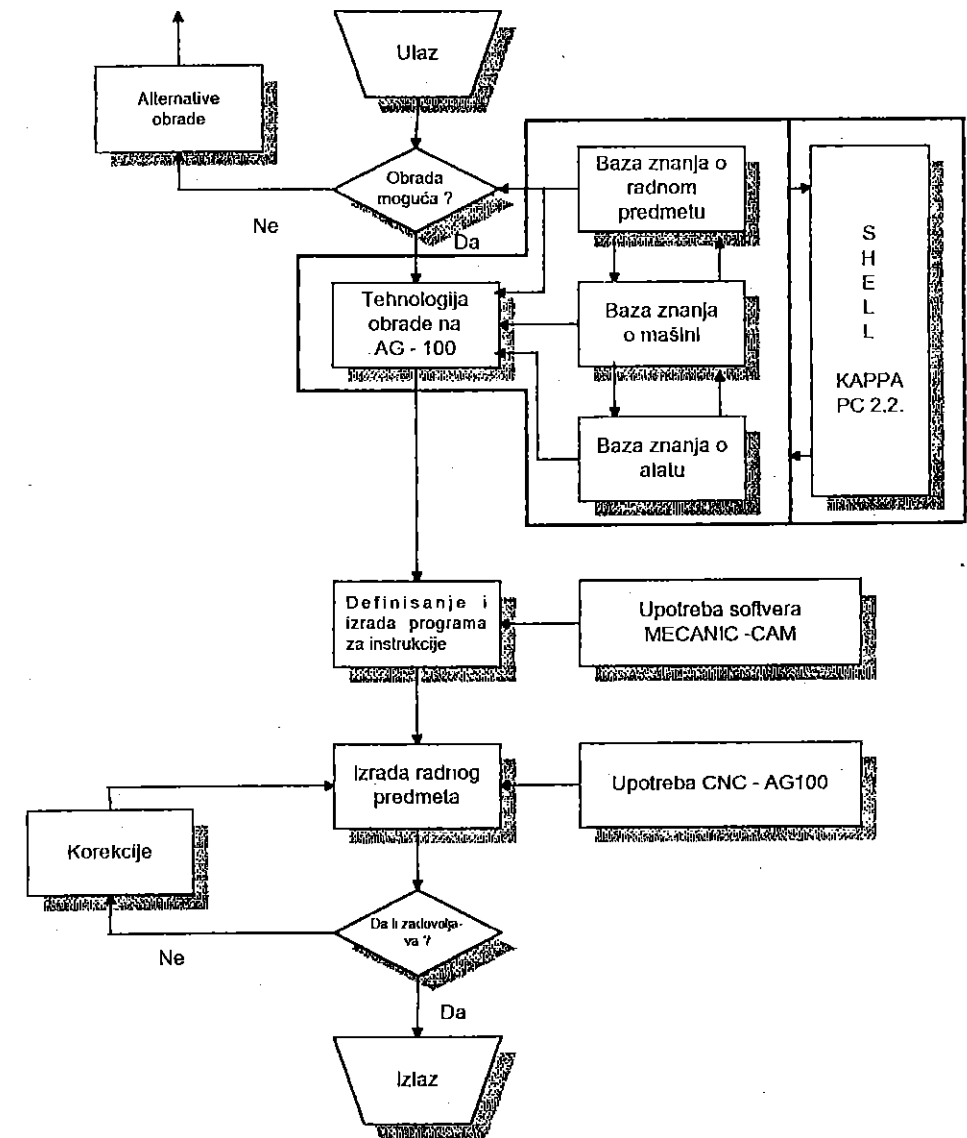 Ulaz
Alternative
obrade
Obrada
moguća ?
Ne
Da
Baza znanja o
radnom
predmetu
S
H
E
L
L
KAPPA
PC 2.2.
Tehnologija
obrade na
AG - 100
Baza znanja
o mašini
Baza znanja o
alatu
Definisanje i
izrada programa
za instrukcije
Upotreba softvera
MECANIC -CAM
Izrada radnog
predmeta
Upotreba CNC - AG100
Korekcije
Da li zadovolja-
va ?
Ne
Da
Izlaz